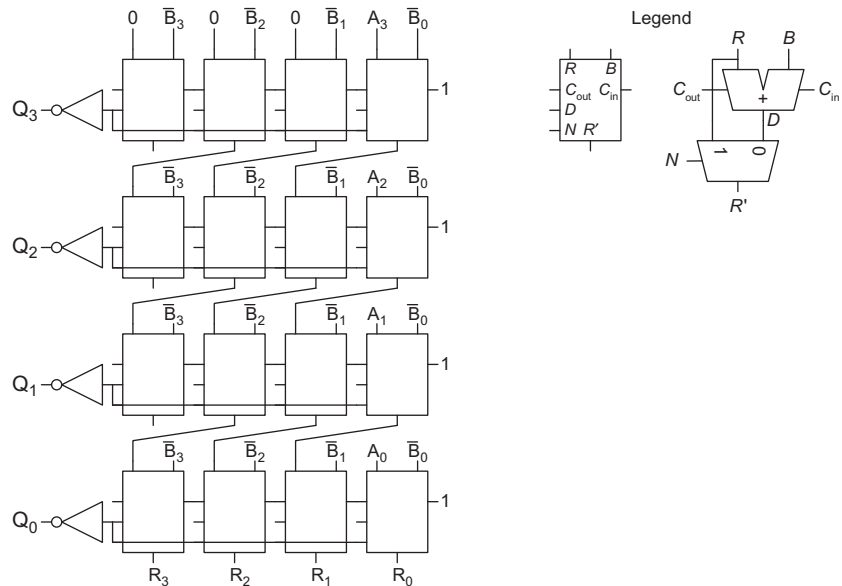 0 B̅₃ 0 B̅₂ 0 B̅₁ A₃ B̅₀
1
Q₃
B̅₃ B̅₂ B̅₁ A₂ B̅₀
1
Q₂
B̅₃ B̅₂ B̅₁ A₁ B̅₀
1
Q₁
B̅₃ B̅₂ B̅₁ A₀ B̅₀
1
Q₀
R₃ R₂ R₁ R₀
Legend
R B
C_out C_in
D
N R′
R B
C_out + C_in
D
1 0
N
R'